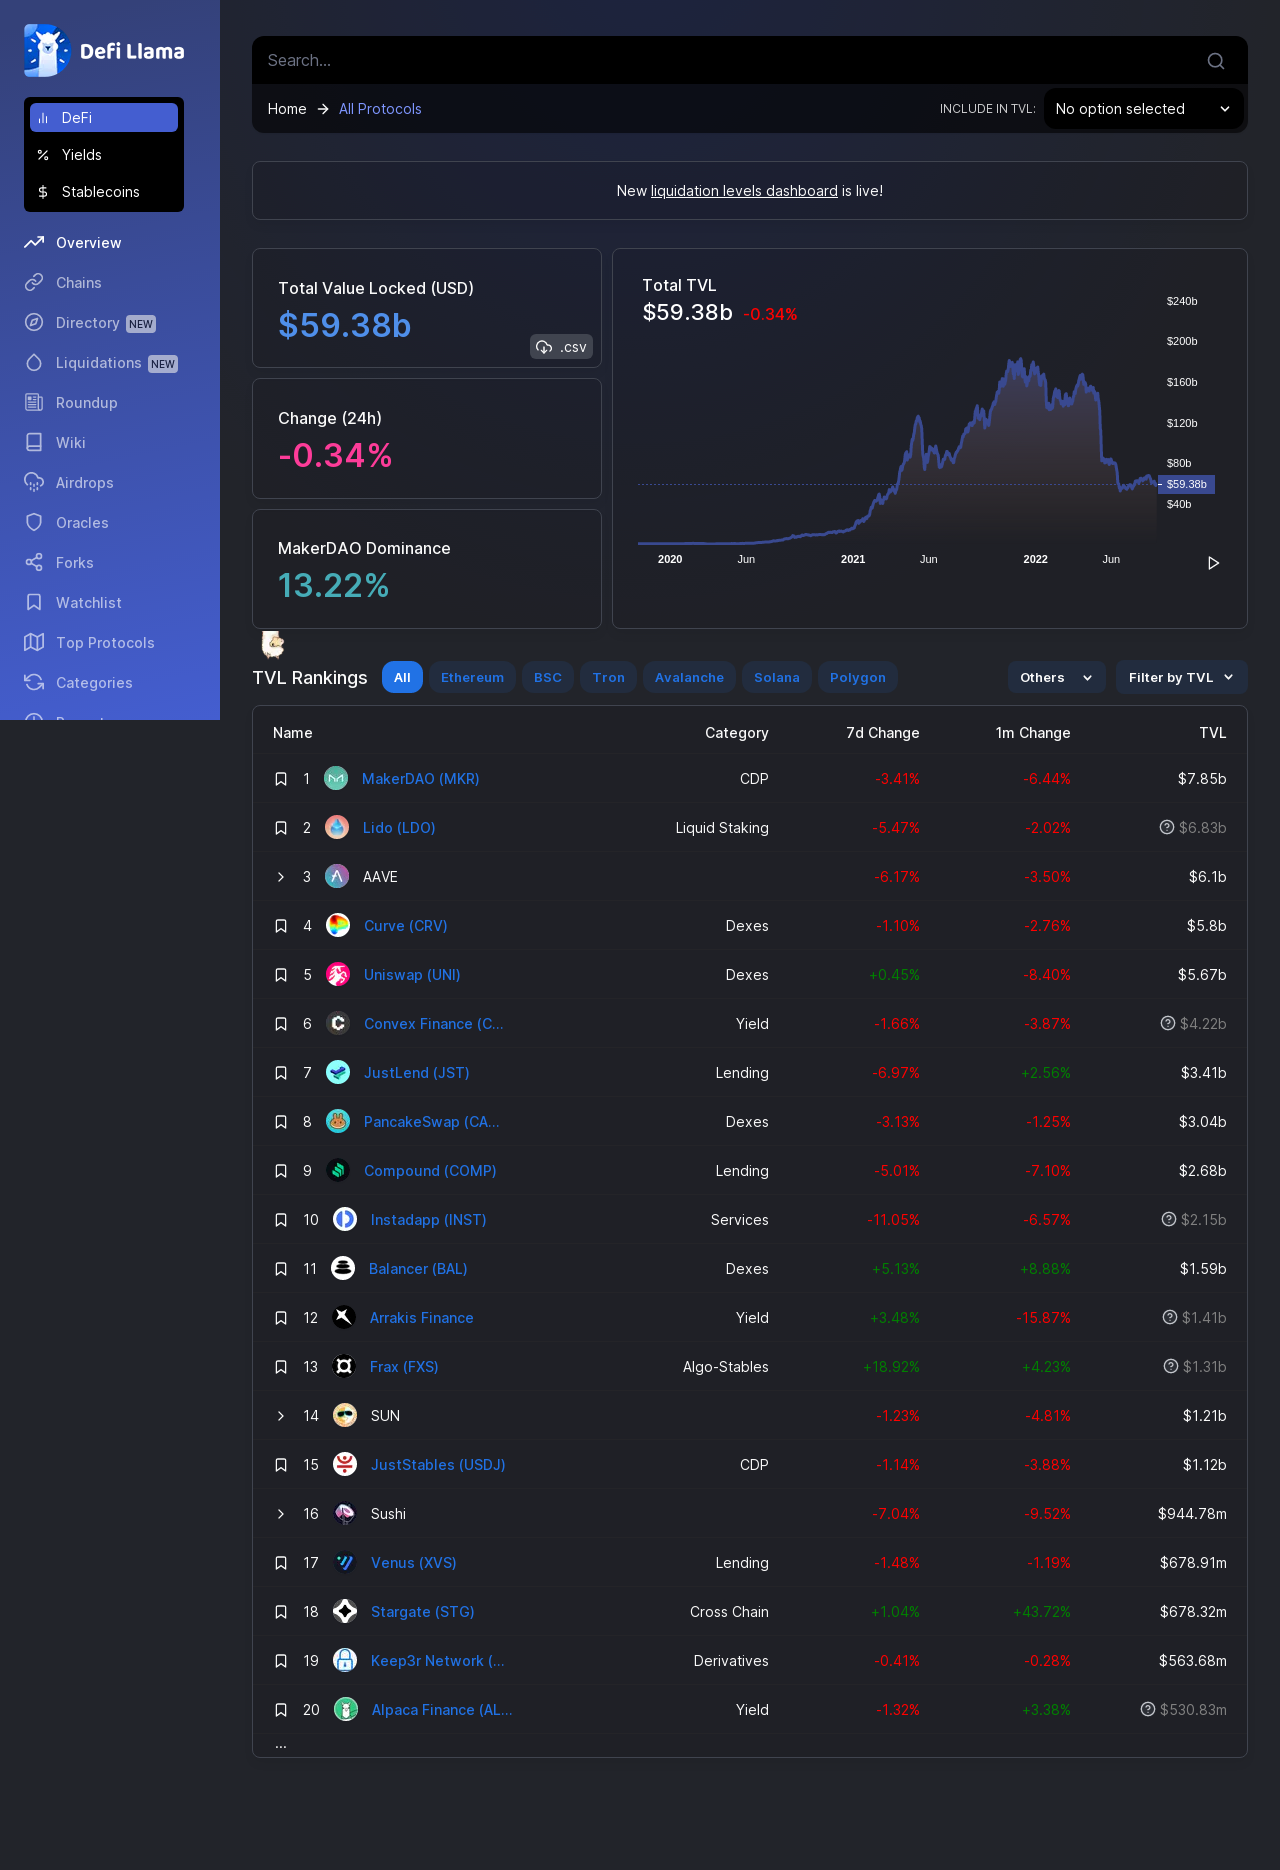 Defi Llama
DeFi
Yields
Stablecoins
Overview
Chains
Directory NEW
Liquidations NEW
Roundup
Wiki
Airdrops
Oracles
Forks
Watchlist
Top Protocols
Categories
Search...
Home → All Protocols
INCLUDE IN TVL: No option selected
New liquidation levels dashboard is live!
Total Value Locked (USD)
$59.38b
.csv
Change (24h)
-0.34%
MakerDAO Dominance
13.22%
Total TVL
$59.38b -0.34%
$240b
$200b
$160b
$120b
$80b
$59.38b
$40b
2020 Jun 2021 Jun 2022 Jun
TVL Rankings All Ethereum BSC Tron Avalanche Solana Polygon Others Filter by TVL
Name Category 7d Change 1m Change TVL
1 MakerDAO (MKR) CDP -3.41% -6.44% $7.85b
2 Lido (LDO) Liquid Staking -5.47% -2.02% $6.83b
3 AAVE -6.17% -3.50% $6.1b
4 Curve (CRV) Dexes -1.10% -2.76% $5.8b
5 Uniswap (UNI) Dexes +0.45% -8.40% $5.67b
6 Convex Finance (C... Yield -1.66% -3.87% $4.22b
7 JustLend (JST) Lending -6.97% +2.56% $3.41b
8 PancakeSwap (CA... Dexes -3.13% -1.25% $3.04b
9 Compound (COMP) Lending -5.01% -7.10% $2.68b
10 Instadapp (INST) Services -11.05% -6.57% $2.15b
11 Balancer (BAL) Dexes +5.13% +8.88% $1.59b
12 Arrakis Finance Yield +3.48% -15.87% $1.41b
13 Frax (FXS) Algo-Stables +18.92% +4.23% $1.31b
14 SUN -1.23% -4.81% $1.21b
15 JustStables (USDJ) CDP -1.14% -3.88% $1.12b
16 Sushi -7.04% -9.52% $944.78m
17 Venus (XVS) Lending -1.48% -1.19% $678.91m
18 Stargate (STG) Cross Chain +1.04% +43.72% $678.32m
19 Keep3r Network (... Derivatives -0.41% -0.28% $563.68m
20 Alpaca Finance (AL... Yield -1.32% +3.38% $530.83m
...